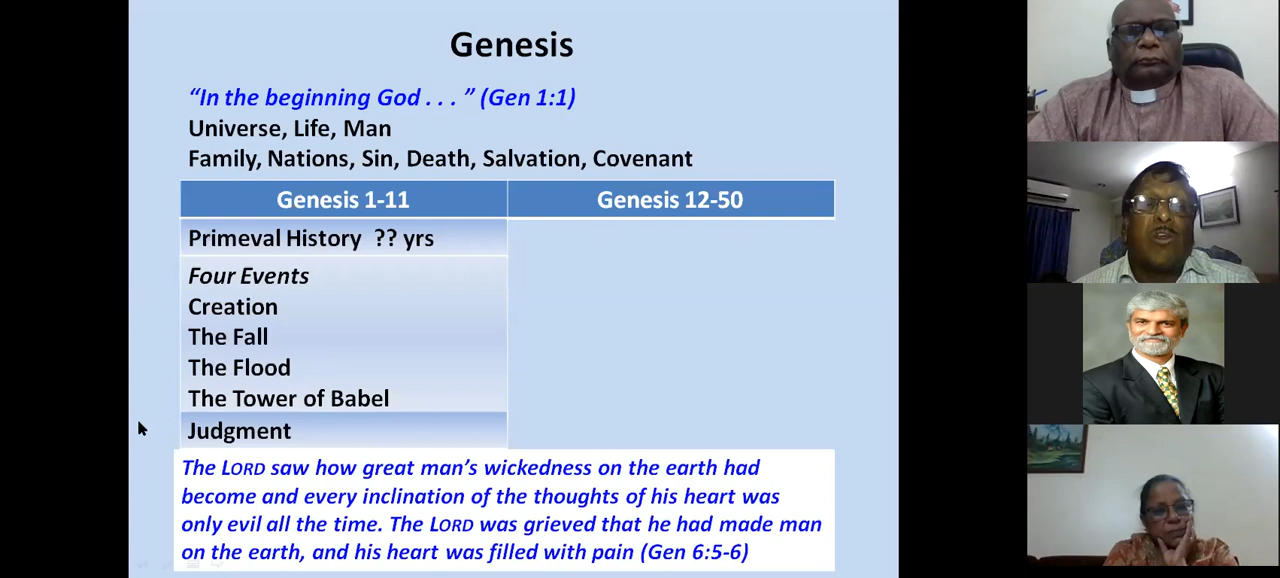 Genesis
“In the beginning God . . . ” (Gen 1:1)
Universe, Life, Man
Family, Nations, Sin, Death, Salvation, Covenant
Genesis 1-11
Genesis 12-50
Primeval History ?? yrs
Four Events
Creation
The Fall
The Flood
The Tower of Babel
Judgment
The LORD saw how great man’s wickedness on the earth had
become and every inclination of the thoughts of his heart was
only evil all the time. The LORD was grieved that he had made man
on the earth, and his heart was filled with pain (Gen 6:5-6)